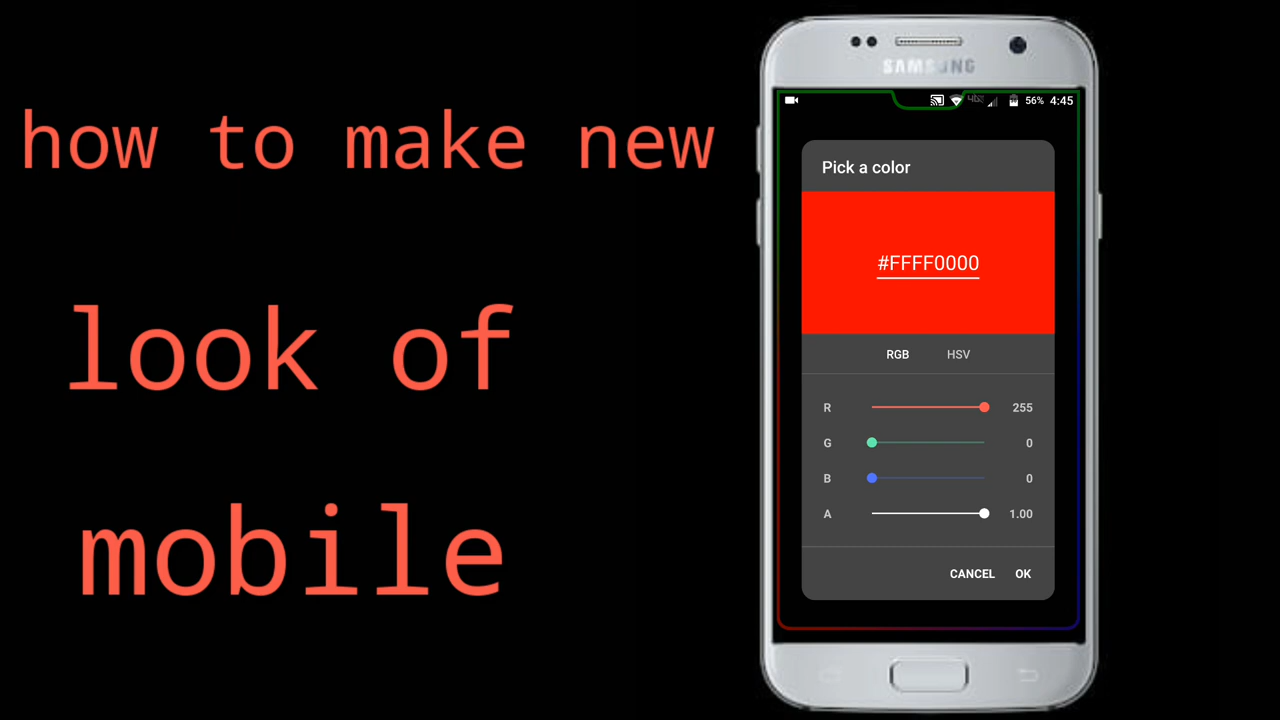 how to make new
look of
mobile
SAMSUNG
56% 4:45
Pick a color
#FFFF0000
RGB HSV
R 255
G 0
B 0
A 1.00
CANCEL OK